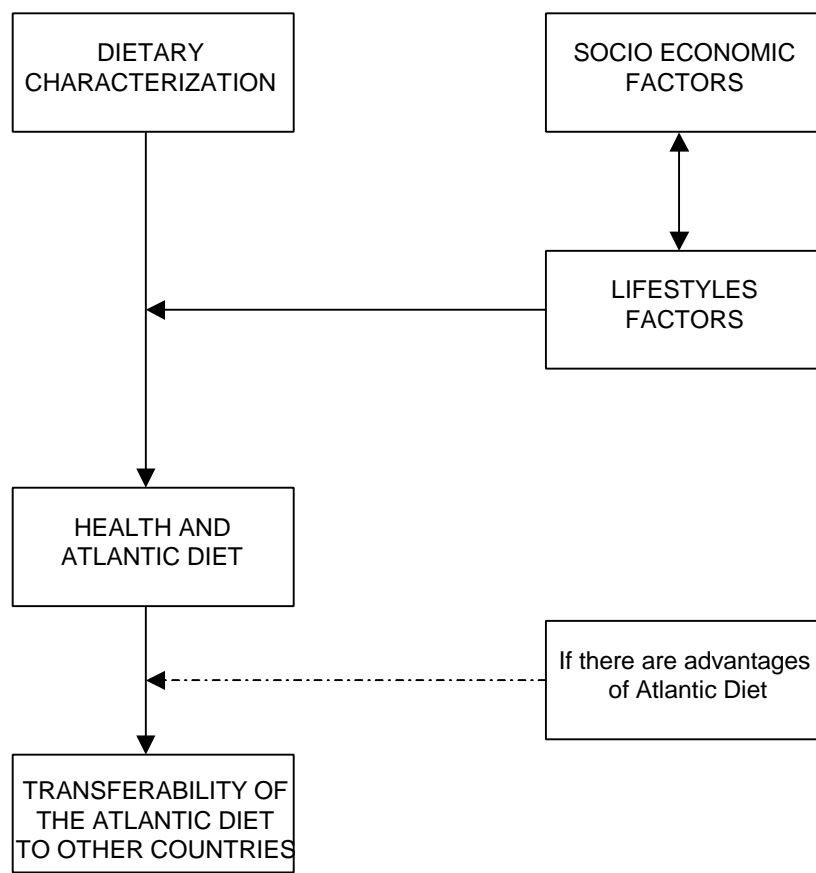 DIETARY
CHARACTERIZATION
SOCIO ECONOMIC
FACTORS
LIFESTYLES
FACTORS
HEALTH AND
ATLANTIC DIET
If there are advantages
of Atlantic Diet
TRANSFERABILITY OF
THE ATLANTIC DIET
TO OTHER COUNTRIES